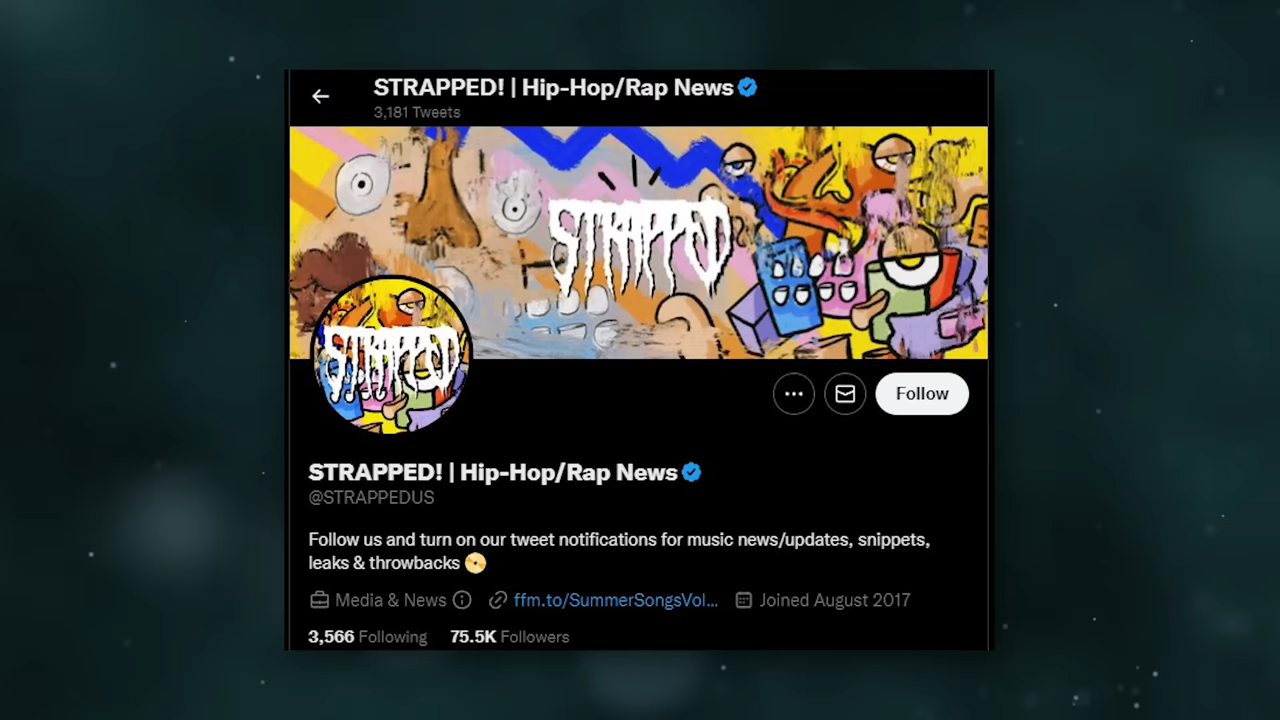 STRAPPED! | Hip-Hop/Rap News
3,181 Tweets
STRAPPED
STRAPPED
Follow
STRAPPED! | Hip-Hop/Rap News
@STRAPPEDUS
Follow us and turn on our tweet notifications for music news/updates, snippets,
leaks & throwbacks 📀
Media & News ffm.to/SummerSongsVol... Joined August 2017
3,566 Following 75.5K Followers